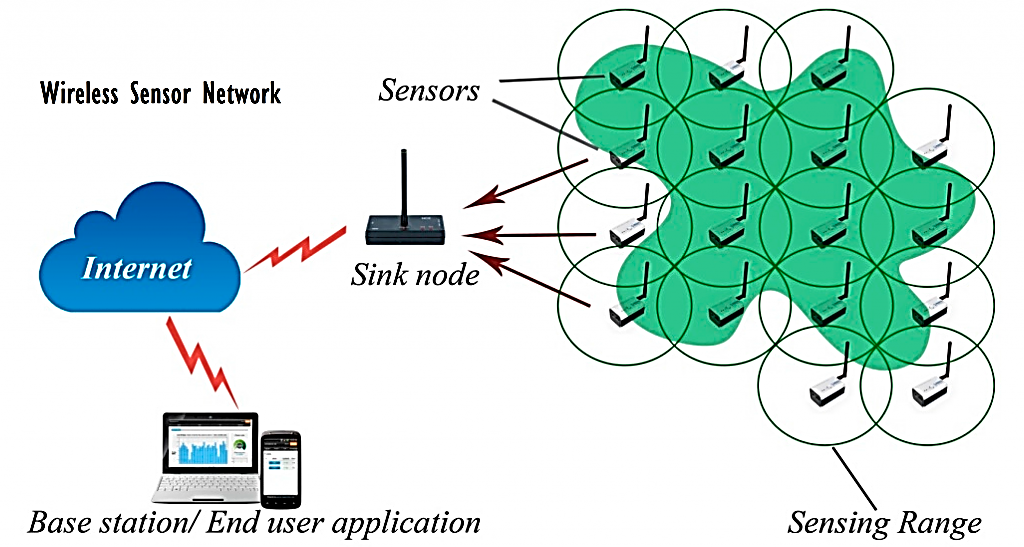 Wireless Sensor Network
Sensors
Internet
Sink node
Base station/ End user application
Sensing Range